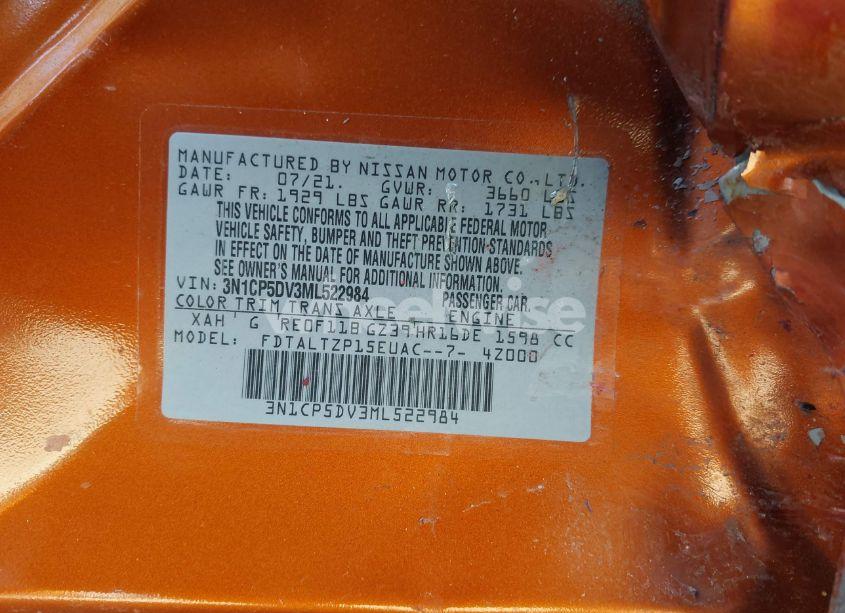 MANUFACTURED BY NISSAN MOTOR CO., LTD.
DATE: 07/21. GVWR: 3660 LBS
GAWR FR: 1929 LBS GAWR RR: 1731 LBS
THIS VEHICLE CONFORMS TO ALL APPLICABLE FEDERAL MOTOR
VEHICLE SAFETY, BUMPER AND THEFT PREVENTION STANDARDS
IN EFFECT ON THE DATE OF MANUFACTURE SHOWN ABOVE.
SEE OWNER'S MANUAL FOR ADDITIONAL INFORMATION.
VIN: 3N1CP5DV3ML522984 PASSENGER CAR.
COLOR TRIM TRANS AXLE ENGINE
XAH G RE0F11B GZ39 HR16DE 1598 CC
MODEL: FDTALTZP15EUAC--7- 4Z000
3N1CP5DV3ML522984